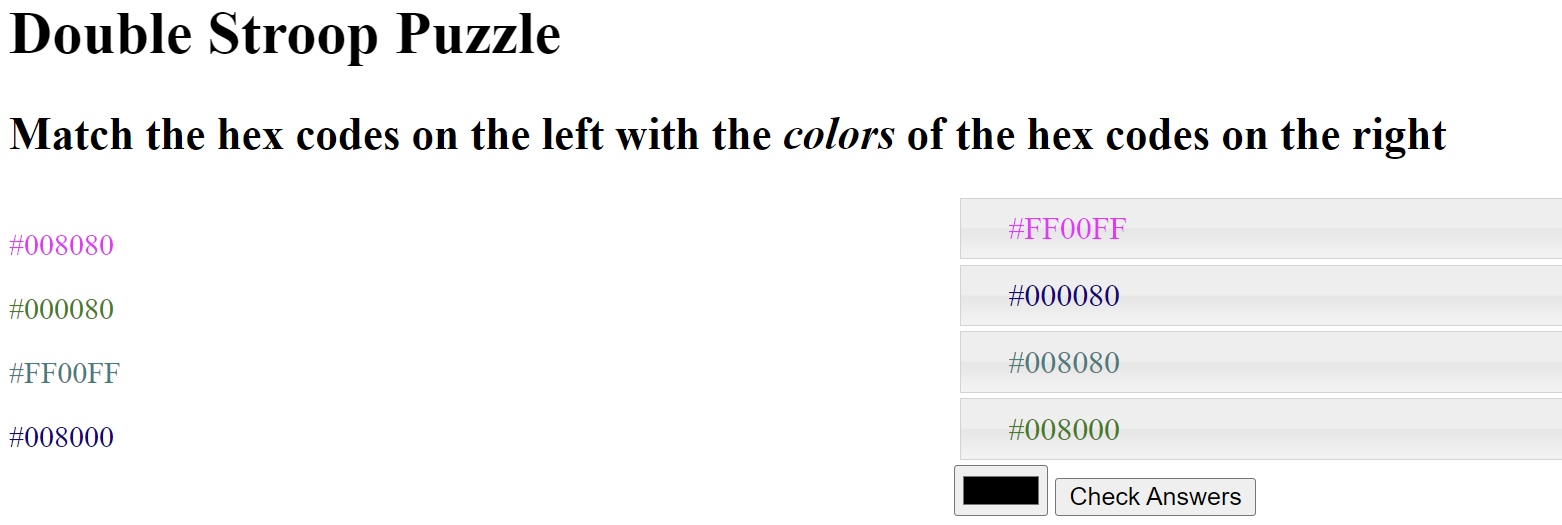 Double Stroop Puzzle
Match the hex codes on the left with the colors of the hex codes on the right
#008080
#000080
#FF00FF
#008000
#FF00FF
#000080
#008080
#008000
Check Answers